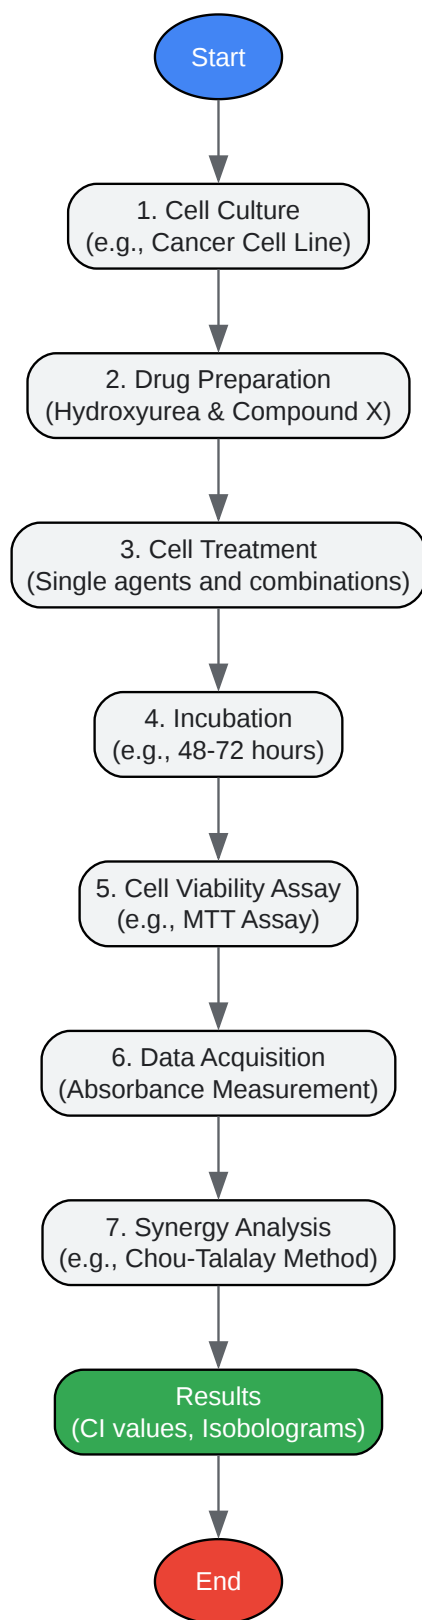 Start
1. Cell Culture
(e.g., Cancer Cell Line)
2. Drug Preparation
(Hydroxyurea & Compound X)
3. Cell Treatment
(Single agents and combinations)
4. Incubation
(e.g., 48-72 hours)
5. Cell Viability Assay
(e.g., MTT Assay)
6. Data Acquisition
(Absorbance Measurement)
7. Synergy Analysis
(e.g., Chou-Talalay Method)
Results
(CI values, Isobolograms)
End